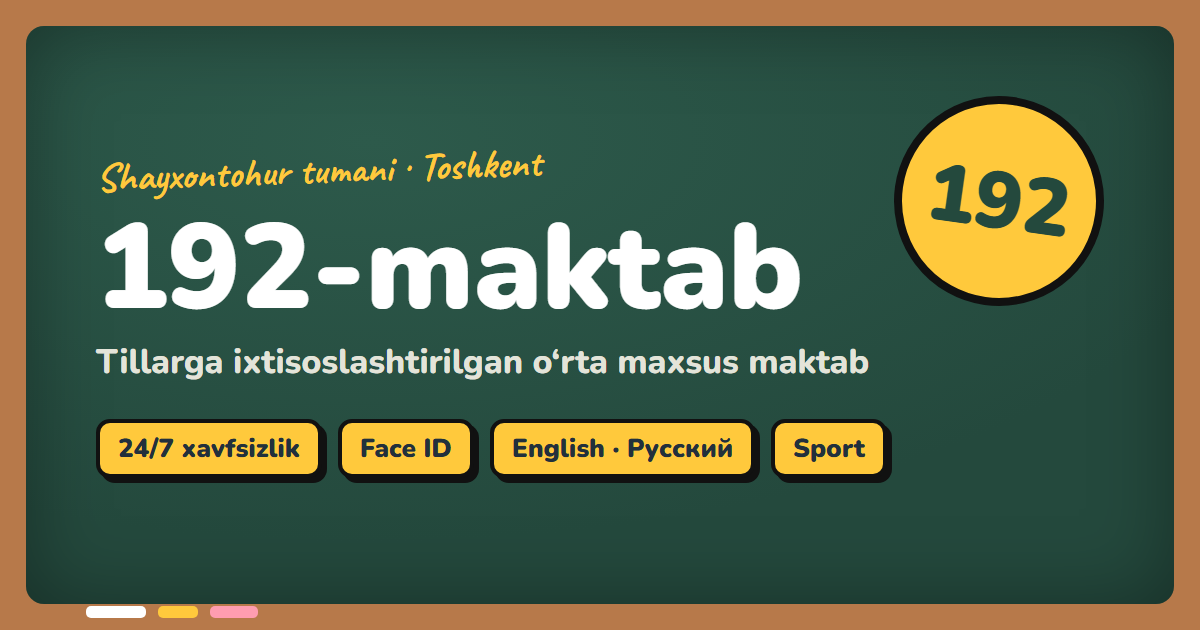 Shayxontohur tumani · Toshkent
192
192-maktab
Tillarga ixtisoslashtirilgan o‘rta maxsus maktab
24/7 xavfsizlik
Face ID
English · Русский
Sport